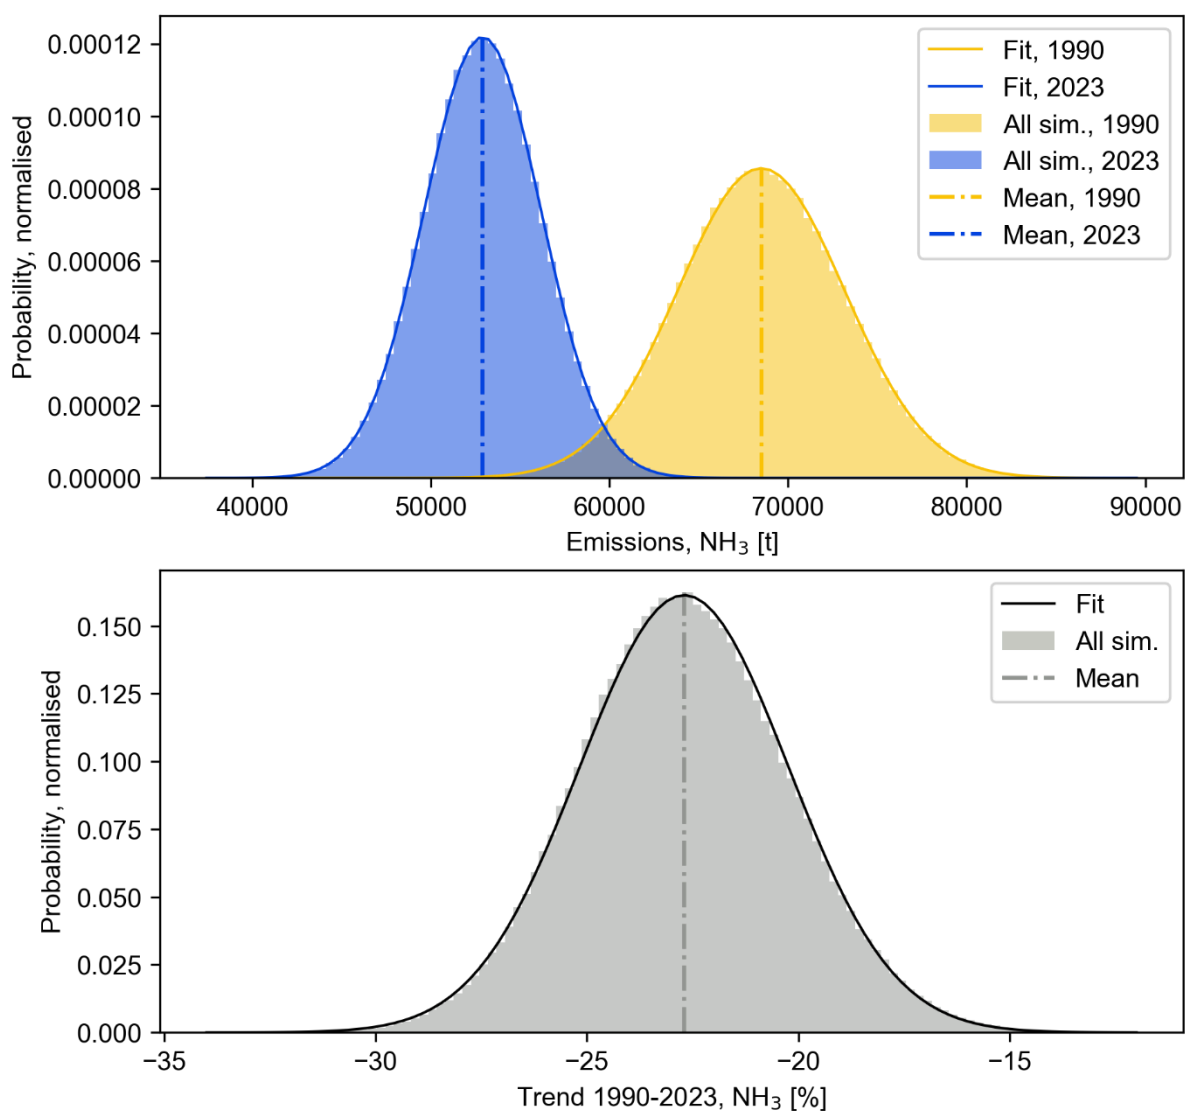 0.00012
0.00010
0.00008
0.00006
0.00004
0.00002
0.00000
Probability, normalised
Fit, 1990
Fit, 2023
All sim., 1990
All sim., 2023
Mean, 1990
Mean, 2023
40000 50000 60000 70000 80000 90000
Emissions, NH₃ [t]
0.150
0.125
0.100
0.075
0.050
0.025
0.000
Probability, normalised
Fit
All sim.
Mean
−35 −30 −25 −20 −15
Trend 1990-2023, NH₃ [%]